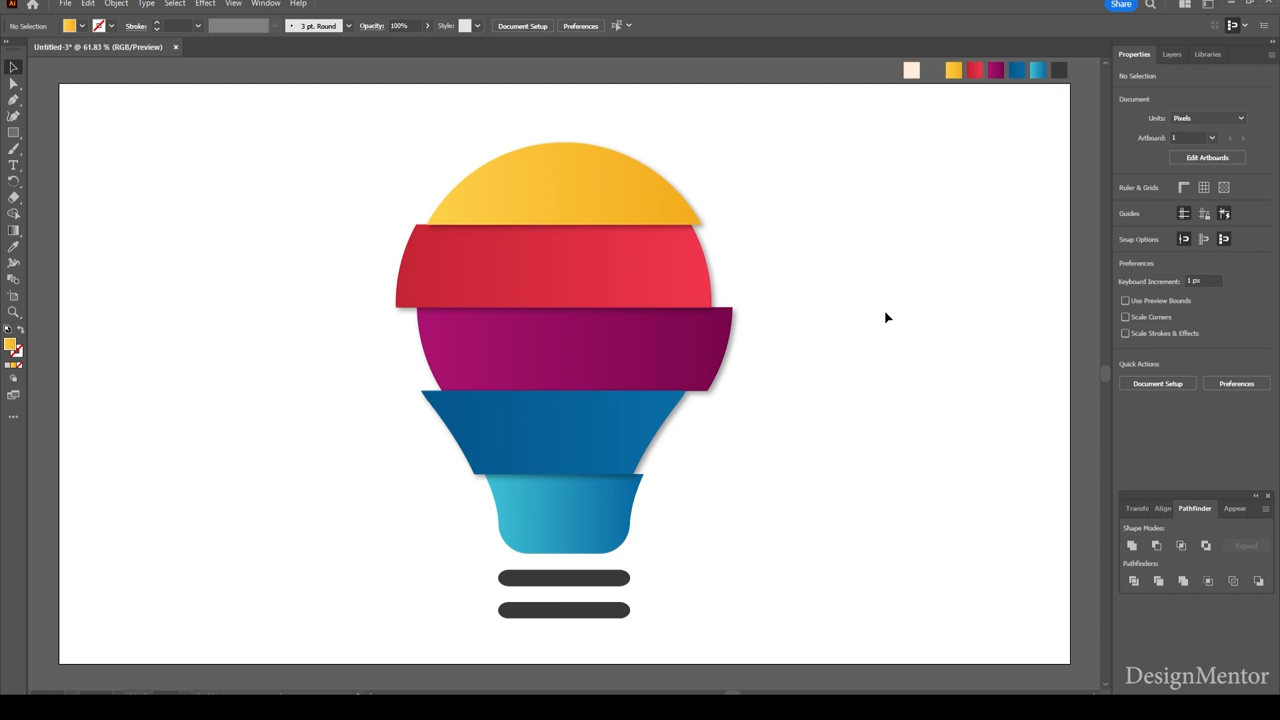 Ai File Edit Object Type Select Effect View Window Help Share
No Selection Stroke: 3 pt. Round Opacity: 100% Style: Document Setup Preferences
Untitled-3* @ 61.83 % (RGB/Preview) ×
Properties Layers Libraries
No Selection
Document
Units: Pixels
Artboard: 1
Edit Artboards
Ruler & Grids
Guides
Snap Options
Preferences
Keyboard Increment: 1 px
Use Preview Bounds
Scale Corners
Scale Strokes & Effects
Quick Actions
Document Setup Preferences
Transfo Align Pathfinder Appear
Shape Modes:
Expand
Pathfinders:
DesignMentor